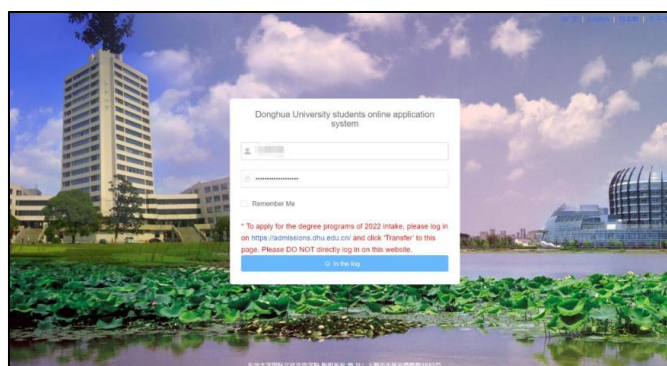 English
Donghua University students online application
system
Remember Me
* To apply for the degree programs of 2022 intake, please log in
on https://admissions.dhu.edu.cn/ and click 'Transfer' to this
page. Please DO NOT directly log in on this website.
In the log